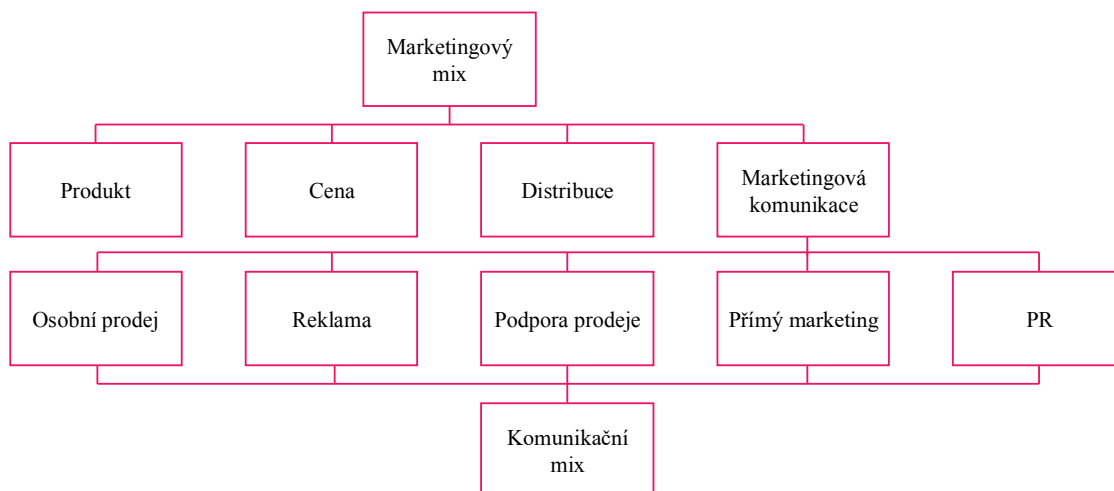 Marketingový
mix
Produkt
Cena
Distribuce
Marketingová
komunikace
Osobní prodej
Reklama
Podpora prodeje
Přímý marketing
PR
Komunikační
mix